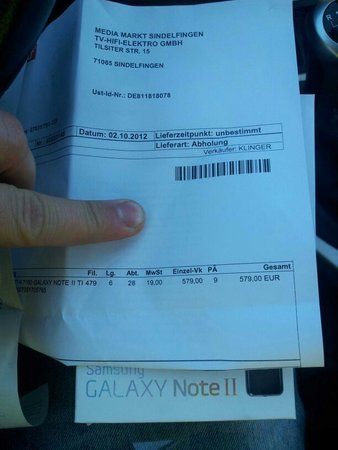 MEDIA MARKT SINDELFINGEN
TV-HIFI-ELEKTRO GMBH
TILSITER STR. 15
71065 SINDELFINGEN
Ust-Id-Nr.: DE811818078
Datum: 02.10.2012 Lieferzeitpunkt: unbestimmt
Lieferart: Abholung
Verkäufer: KLINGER
Fil. Lg. Abt. MwSt Einzel-Vk PA Gesamt
GALAXY NOTE II TI 479 6 28 19,00 579,00 9 579,00 EUR
Samsung
GALAXY Note II
R